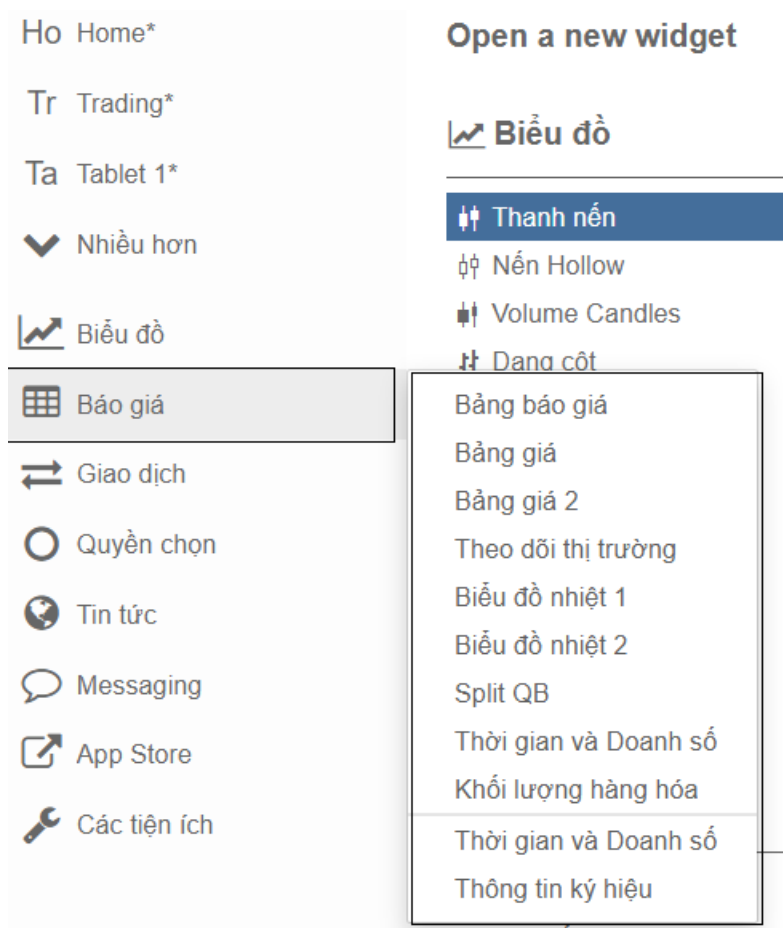 Ho Home*
Tr Trading*
Ta Tablet 1*
Nhiều hơn
Biểu đồ
Báo giá
Giao dịch
Quyền chọn
Tin tức
Messaging
App Store
Các tiện ích
Open a new widget
Biểu đồ
Thanh nến
Nến Hollow
Volume Candles
Dạng cột
Bảng báo giá
Bảng giá
Bảng giá 2
Theo dõi thị trường
Biểu đồ nhiệt 1
Biểu đồ nhiệt 2
Split QB
Thời gian và Doanh số
Khối lượng hàng hóa
Thời gian và Doanh số
Thông tin ký hiệu